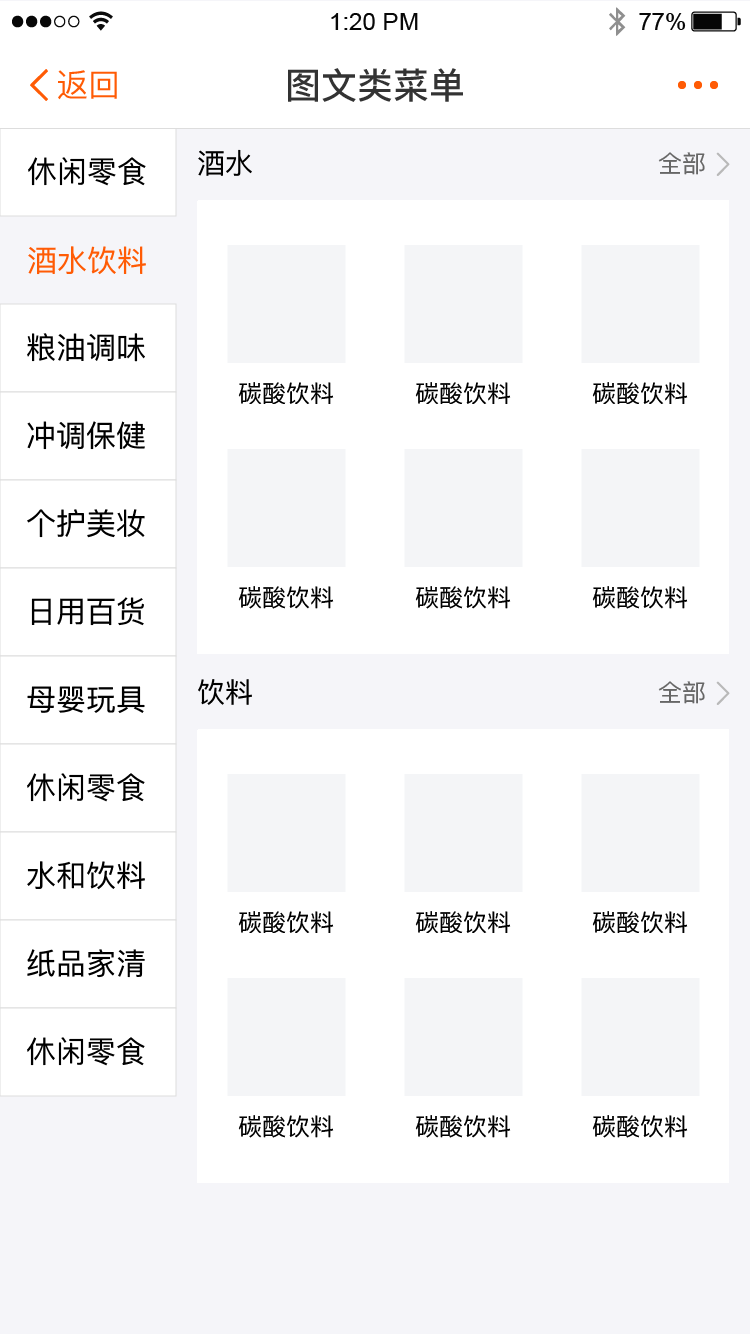 1:20 PM
77%
返回
图文类菜单
休闲零食
酒水饮料
粮油调味
冲调保健
个护美妆
日用百货
母婴玩具
休闲零食
水和饮料
纸品家清
休闲零食
酒水
全部
碳酸饮料
碳酸饮料
碳酸饮料
碳酸饮料
碳酸饮料
碳酸饮料
饮料
全部
碳酸饮料
碳酸饮料
碳酸饮料
碳酸饮料
碳酸饮料
碳酸饮料